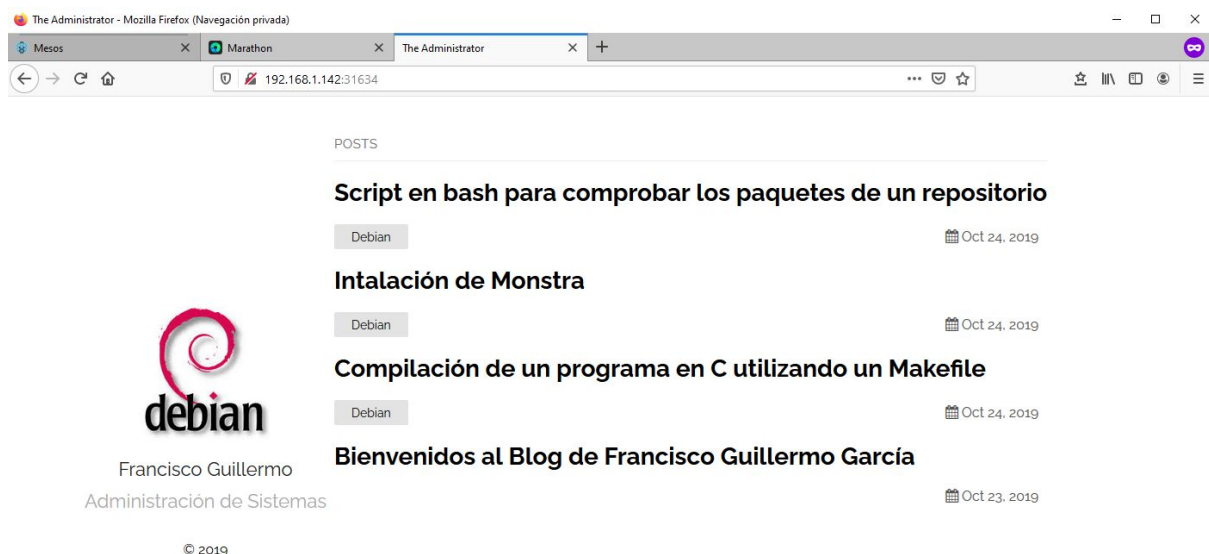 The Administrator - Mozilla Firefox (Navegación privada)
Mesos
Marathon
The Administrator
192.168.1.142:31634
POSTS
Script en bash para comprobar los paquetes de un repositorio
Debian Oct 24, 2019
Intalación de Monstra
Debian Oct 24, 2019
Compilación de un programa en C utilizando un Makefile
Debian Oct 24, 2019
Bienvenidos al Blog de Francisco Guillermo García
Oct 23, 2019
debian
Francisco Guillermo
Administración de Sistemas
© 2019